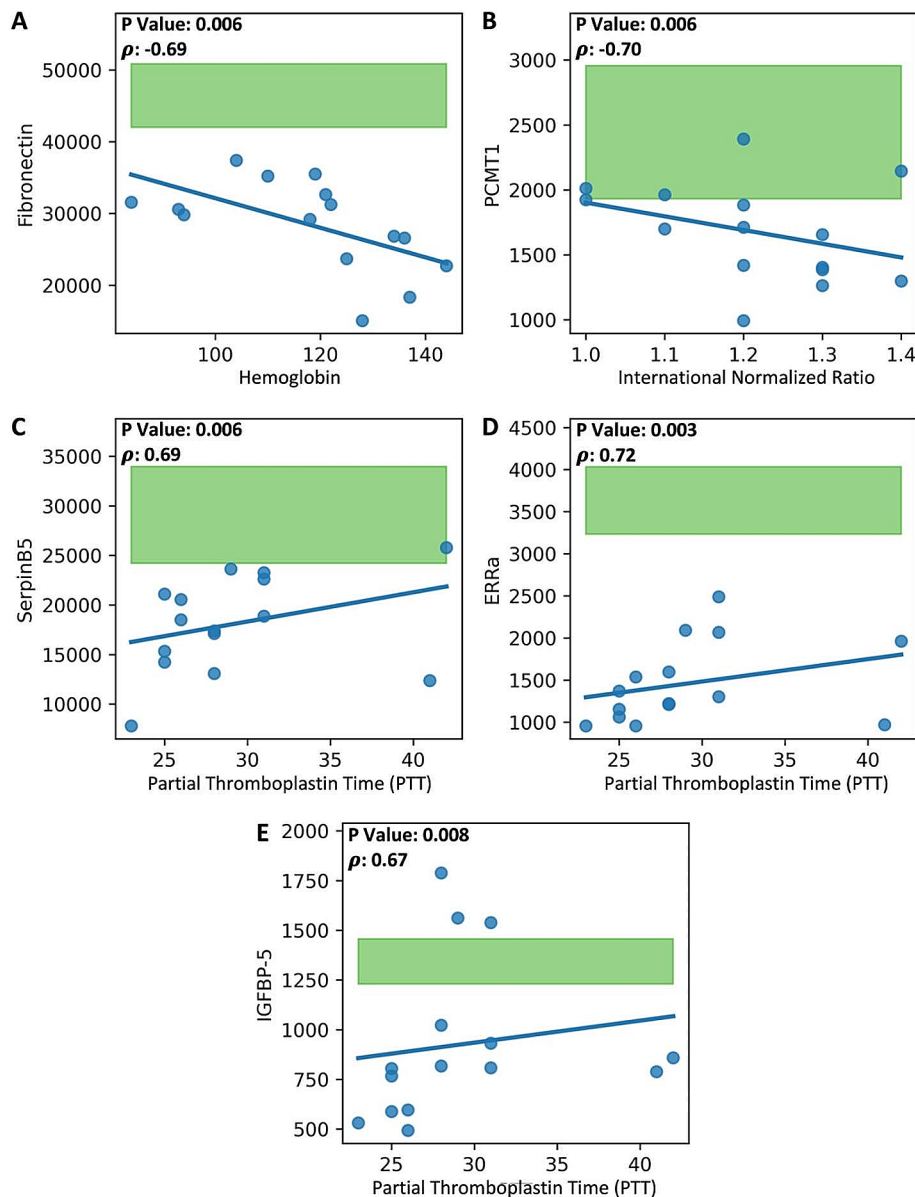 A
P Value: 0.006
ρ: -0.69
50000
40000
30000
20000
Fibronectin
100 120 140
Hemoglobin
B
P Value: 0.006
ρ: -0.70
3000
2500
2000
1500
1000
PCMT1
1.0 1.1 1.2 1.3 1.4
International Normalized Ratio
C
P Value: 0.006
ρ: 0.69
35000
30000
25000
20000
15000
10000
SerpinB5
25 30 35 40
Partial Thromboplastin Time (PTT)
D
P Value: 0.003
ρ: 0.72
4500
4000
3500
3000
2500
2000
1500
1000
ERRa
25 30 35 40
Partial Thromboplastin Time (PTT)
E
P Value: 0.008
ρ: 0.67
2000
1750
1500
1250
1000
750
500
IGFBP-5
25 30 35 40
Partial Thromboplastin Time (PTT)